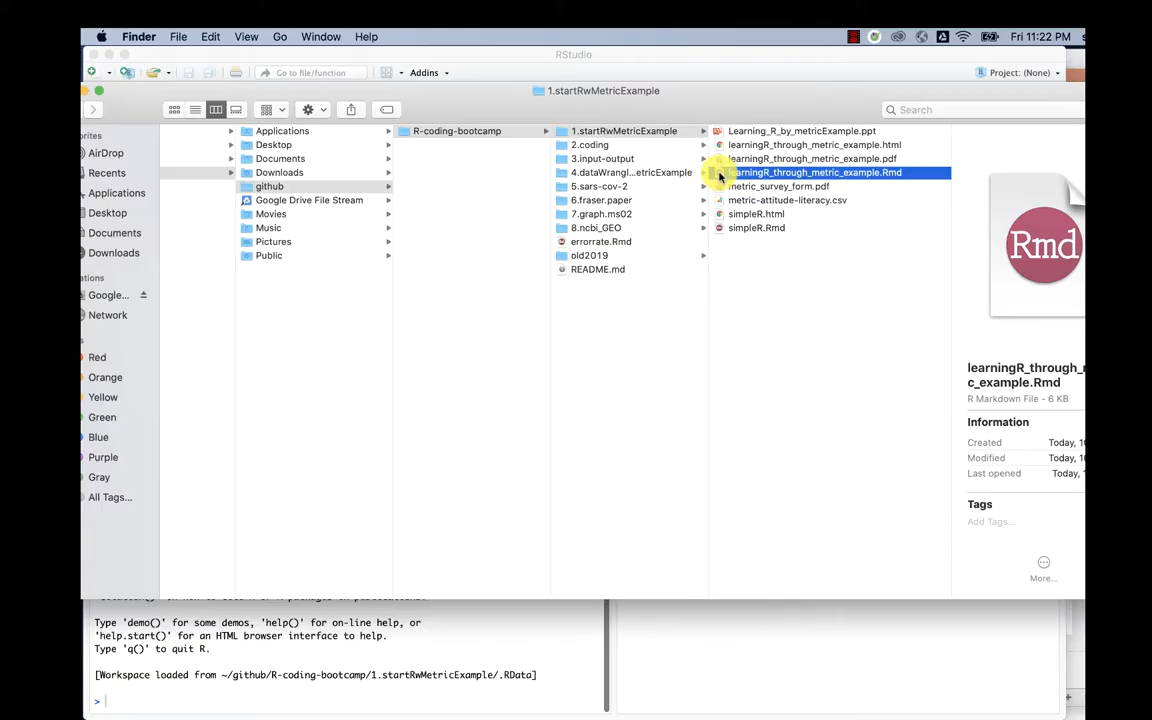 Finder File Edit View Go Window Help Fri 11:22 PM
RStudio
Go to file/function Addins Project: (None)
1.startRwMetricExample
Search
AirDrop
Recents
Applications
Desktop
Documents
Downloads
Google...
Network
Red
Orange
Yellow
Green
Blue
Purple
Gray
All Tags...
Applications
Desktop
Documents
Downloads
github
Google Drive File Stream
Movies
Music
Pictures
Public
R-coding-bootcamp
1.startRwMetricExample
2.coding
3.input-output
4.dataWrangl...etricExample
5.sars-cov-2
6.fraser.paper
7.graph.ms02
8.ncbi_GEO
errorrate.Rmd
old2019
README.md
Learning_R_by_metricExample.ppt
learningR_through_metric_example.html
learningR_through_metric_example.pdf
learningR_through_metric_example.Rmd
metric_survey_form.pdf
metric-attitude-literacy.csv
simpleR.html
simpleR.Rmd
Rmd
learningR_through_
c_example.Rmd
R Markdown File - 6 KB
Information
Created Today,
Modified Today,
Last opened Today,
Tags
Add Tags...
More...
Type 'demo()' for some demos, 'help()' for on-line help, or
'help.start()' for an HTML browser interface to help.
Type 'q()' to quit R.
[Workspace loaded from ~/github/R-coding-bootcamp/1.startRwMetricExample/.RData]
>